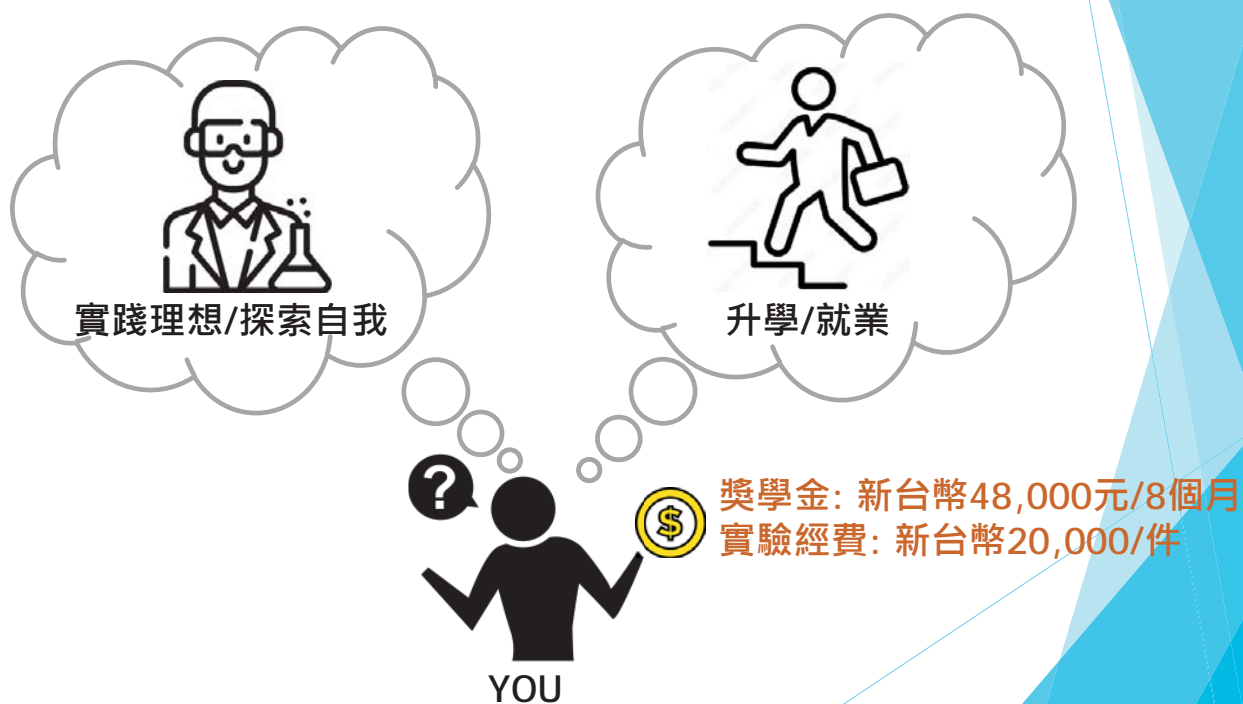 實踐理想/探索自我
升學/就業
?
$
獎學金: 新台幣48,000元/8個月
實驗經費: 新台幣20,000/件
YOU